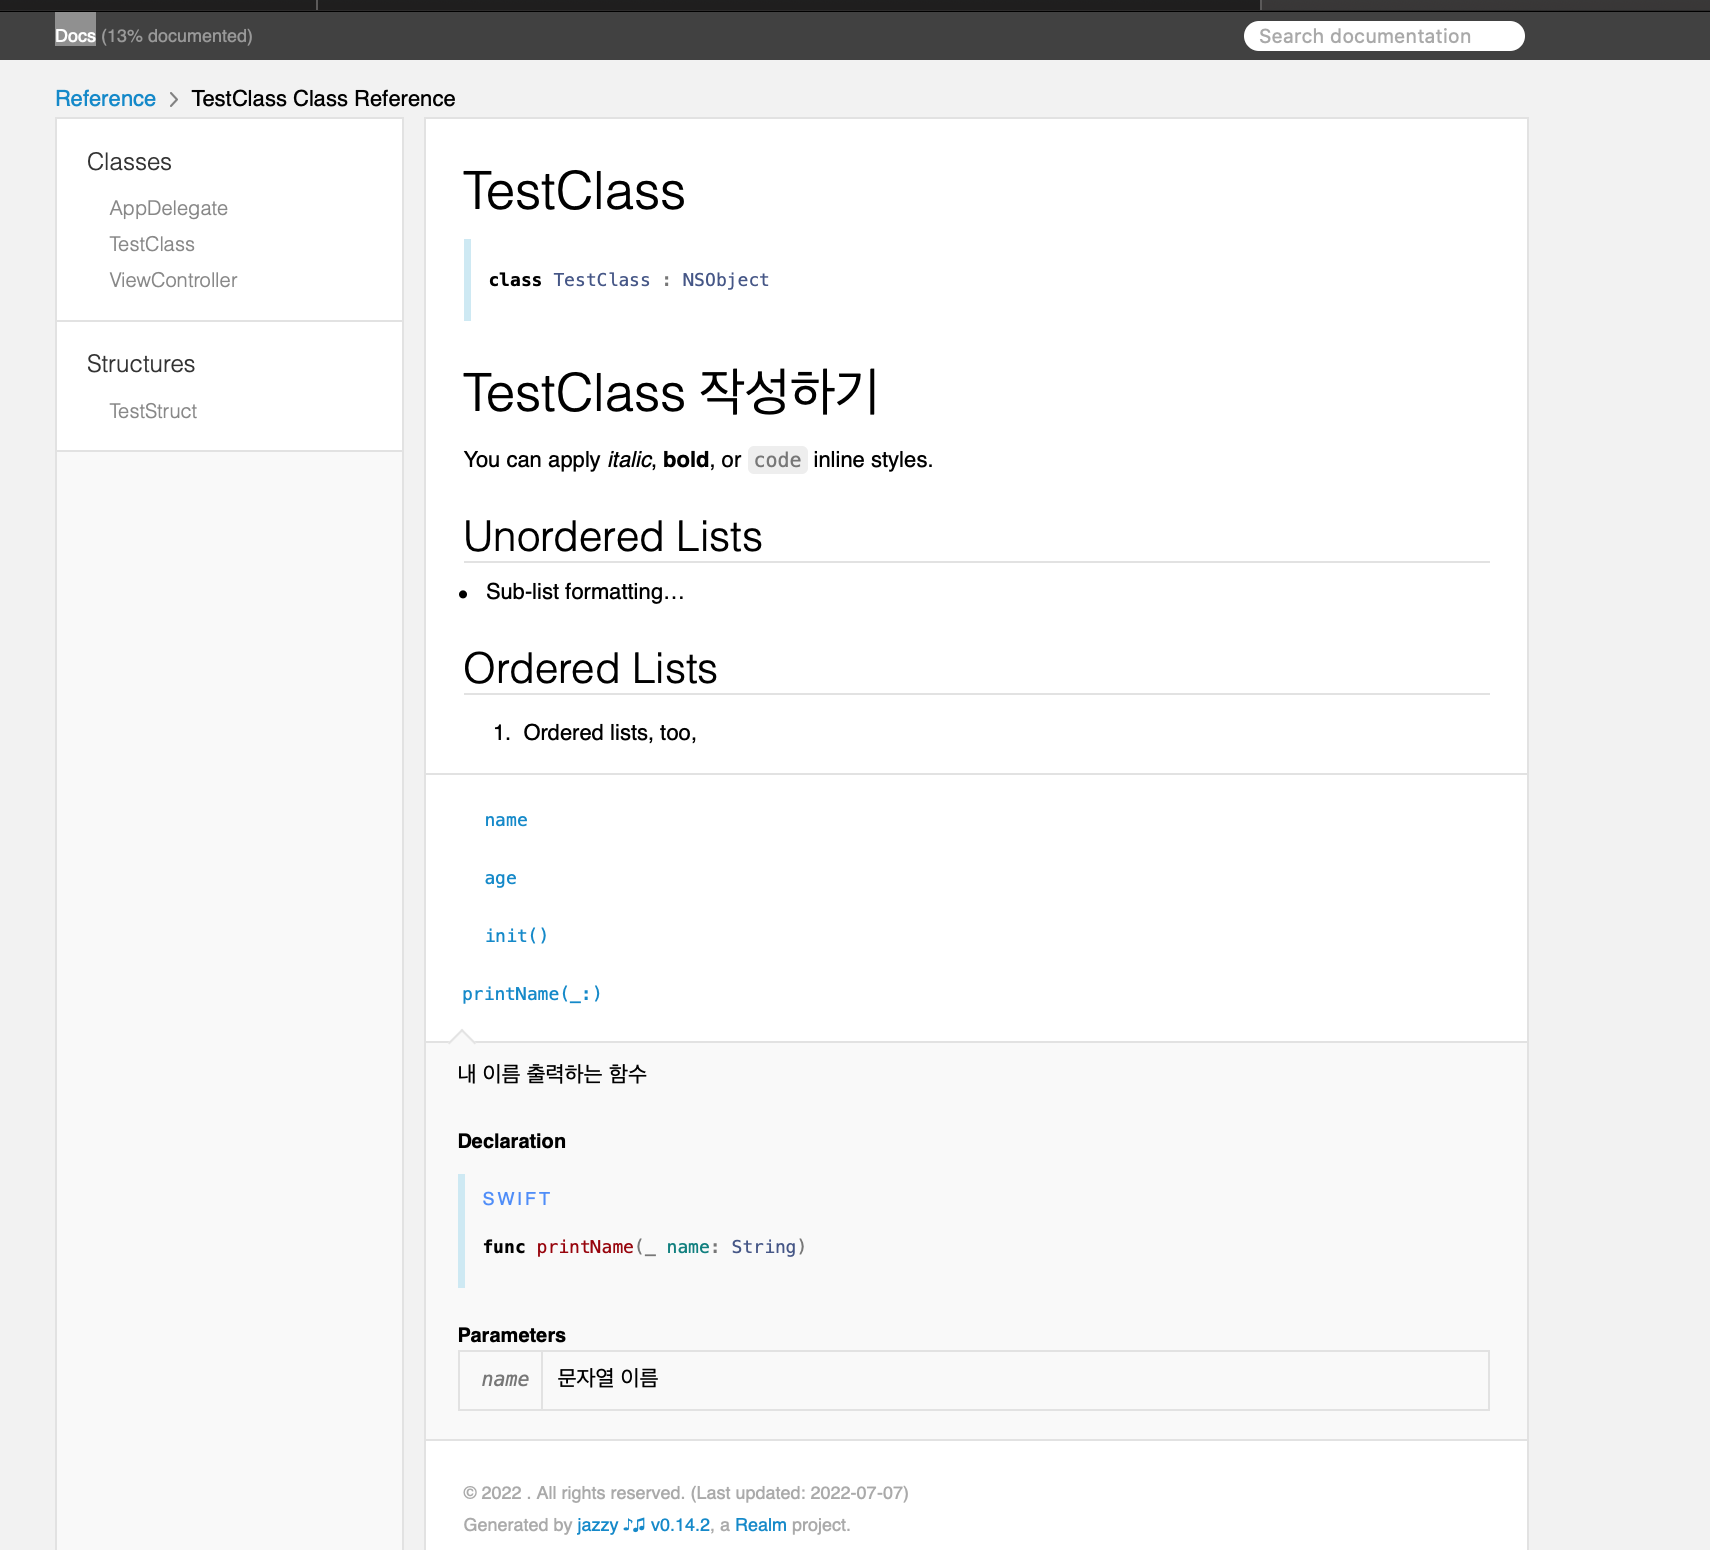 Docs (13% documented)
Search documentation
Reference > TestClass Class Reference
Classes
AppDelegate
TestClass
ViewController
Structures
TestStruct
TestClass
class TestClass : NSObject
TestClass 작성하기
You can apply italic, bold, or code inline styles.
Unordered Lists
• Sub-list formatting…
Ordered Lists
1. Ordered lists, too,
name
age
init()
printName(_:)
내 이름 출력하는 함수
Declaration
SWIFT
func printName(_ name: String)
Parameters
name 문자열 이름
© 2022 . All rights reserved. (Last updated: 2022-07-07)
Generated by jazzy ♪♫ v0.14.2, a Realm project.